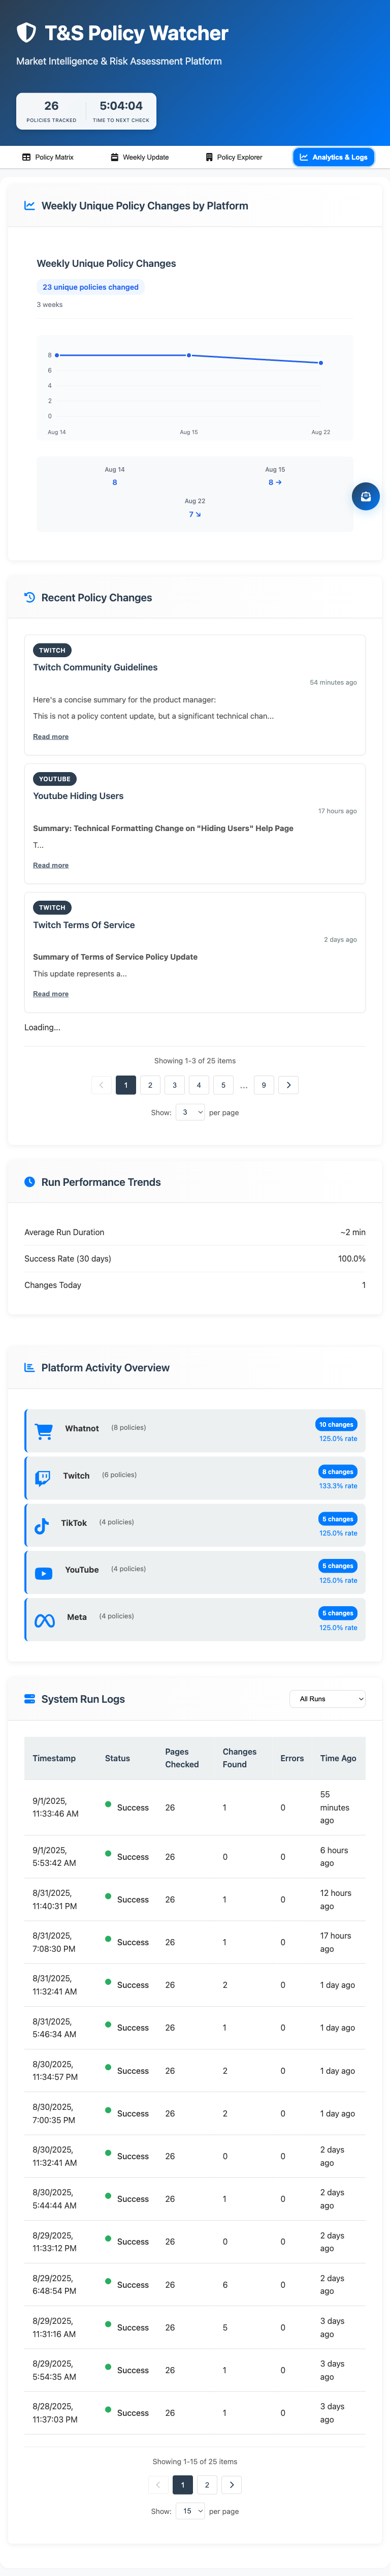 T&S Policy Watcher
Market Intelligence & Risk Assessment Platform
26
POLICIES TRACKED
5:04:04
TIME TO NEXT CHECK
Policy Matrix
Weekly Update
Policy Explorer
Analytics & Logs
Weekly Unique Policy Changes by Platform
Weekly Unique Policy Changes
23 unique policies changed
3 weeks
8
6
4
2
0
Aug 14
Aug 15
Aug 22
Aug 14
8
Aug 15
8 →
Aug 22
7 ↘
Recent Policy Changes
TWITCH
Twitch Community Guidelines
54 minutes ago
Here's a concise summary for the product manager:
This is not a policy content update, but a significant technical chan...
Read more
YOUTUBE
Youtube Hiding Users
17 hours ago
Summary: Technical Formatting Change on "Hiding Users" Help Page
T...
Read more
TWITCH
Twitch Terms Of Service
2 days ago
Summary of Terms of Service Policy Update
This update represents a...
Read more
Loading...
Showing 1-3 of 25 items
1 2 3 4 5 ... 9
Show: 3 per page
Run Performance Trends
Average Run Duration ~2 min
Success Rate (30 days) 100.0%
Changes Today 1
Platform Activity Overview
Whatnot (8 policies) 10 changes
125.0% rate
Twitch (6 policies) 8 changes
133.3% rate
TikTok (4 policies) 5 changes
125.0% rate
YouTube (4 policies) 5 changes
125.0% rate
Meta (4 policies) 5 changes
125.0% rate
System Run Logs
All Runs
Timestamp Status Pages Checked Changes Found Errors Time Ago
9/1/2025, 11:33:46 AM Success 26 1 0 55 minutes ago
9/1/2025, 5:53:42 AM Success 26 0 0 6 hours ago
8/31/2025, 11:40:31 PM Success 26 1 0 12 hours ago
8/31/2025, 7:08:30 PM Success 26 1 0 17 hours ago
8/31/2025, 11:32:41 AM Success 26 2 0 1 day ago
8/31/2025, 5:46:34 AM Success 26 1 0 1 day ago
8/30/2025, 11:34:57 PM Success 26 2 0 1 day ago
8/30/2025, 7:00:35 PM Success 26 2 0 1 day ago
8/30/2025, 11:32:41 AM Success 26 0 0 2 days ago
8/30/2025, 5:44:44 AM Success 26 1 0 2 days ago
8/29/2025, 11:33:12 PM Success 26 0 0 2 days ago
8/29/2025, 6:48:54 PM Success 26 6 0 2 days ago
8/29/2025, 11:31:16 AM Success 26 5 0 3 days ago
8/29/2025, 5:54:35 AM Success 26 1 0 3 days ago
8/28/2025, 11:37:03 PM Success 26 1 0 3 days ago
Showing 1-15 of 25 items
1 2
Show: 15 per page